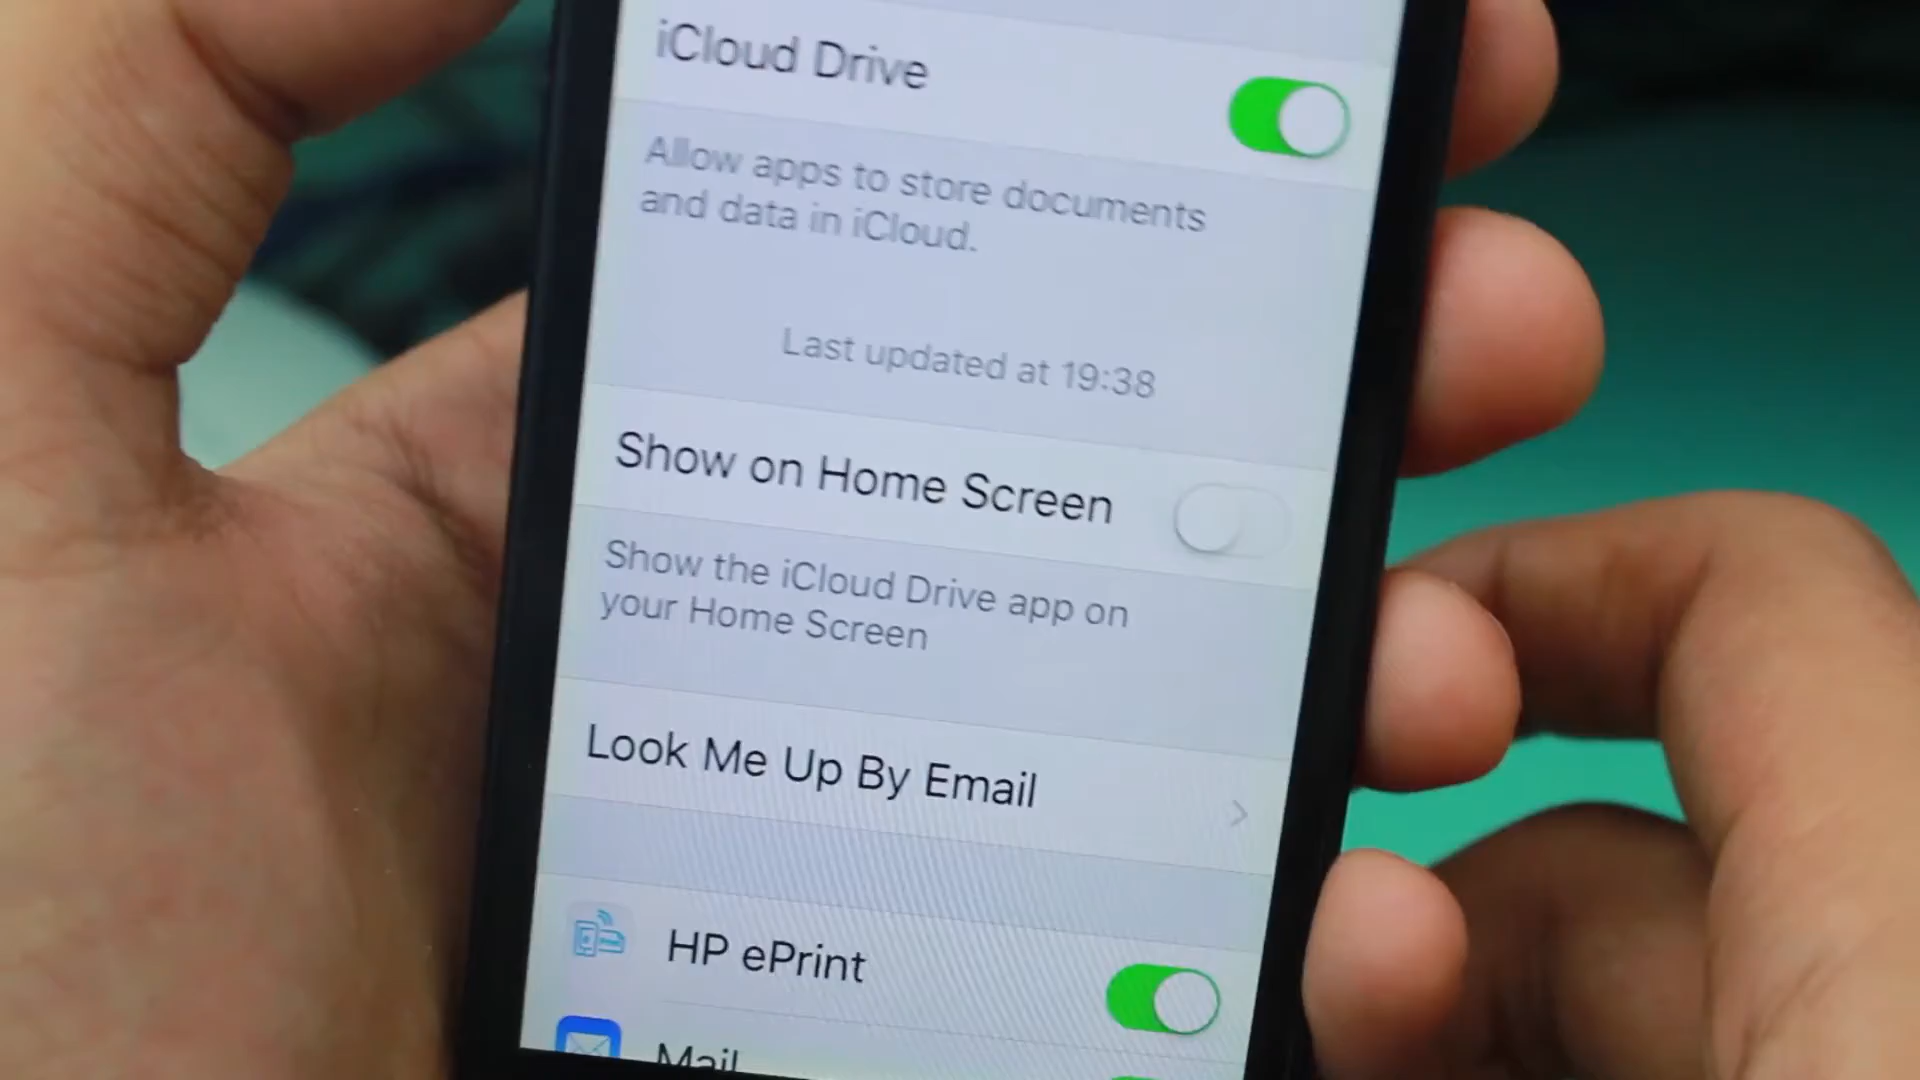 iCloud Drive
Allow apps to store documents
and data in iCloud.
Last updated at 19:38
Show on Home Screen
Show the iCloud Drive app on
your Home Screen
Look Me Up By Email
HP ePrint
Mail